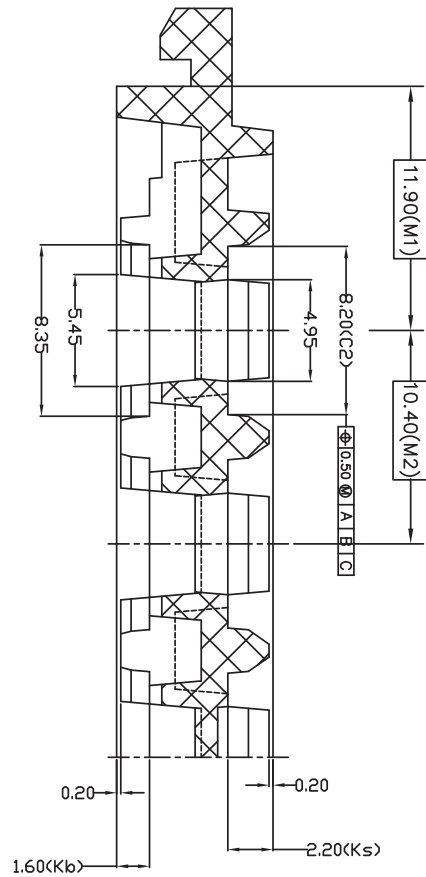 11.90(M1)
10.40(M2)
8.20(C2)
4.95
5.45
8.35
⌖ 0.50 Ⓜ A B C
0.20
0.20
2.20(Ks)
1.60(Kb)